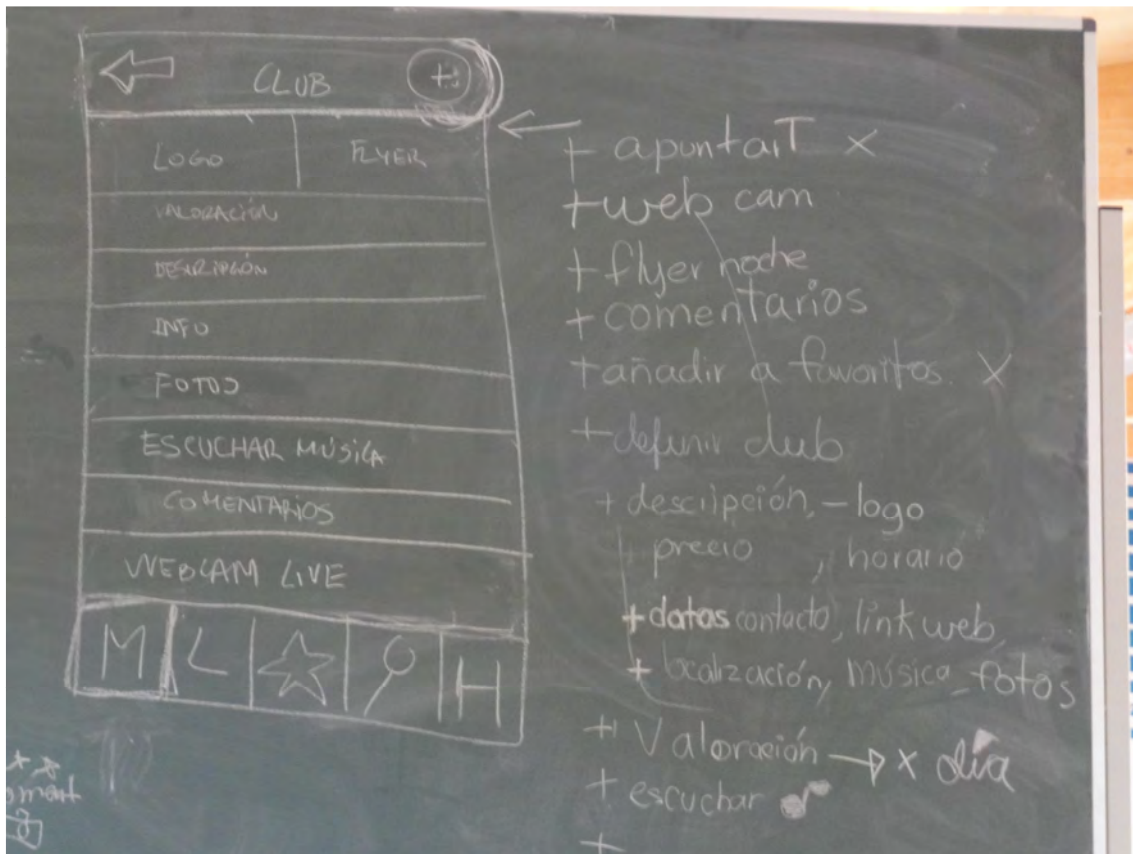 CLUB +
LOGO FLYER
VALORACIÓN
DESCRIPCIÓN
INFO
FOTOS
ESCUCHAR MÚSICA
COMENTARIOS
WEBCAM LIVE
M L H
+ apuntarT X
+ web cam
+ flyer noche
+ comentarios
+ añadir a favoritos. X
+ definir club
+ descripción, - logo
precio , horario
+ datos contacto, link web,
+ localización, música - fotos
+ Valoración → x día
+ escuchar
+